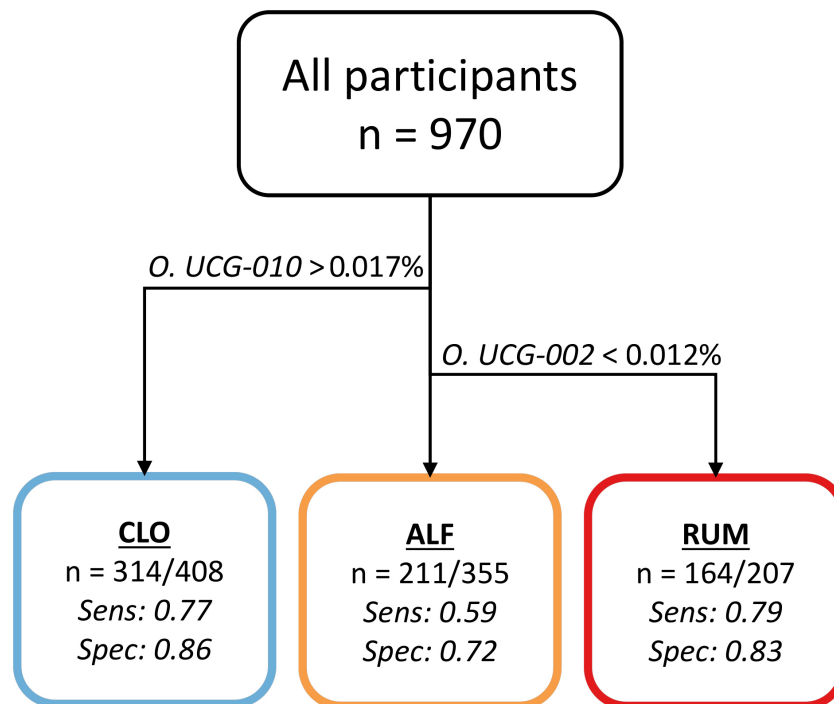 All participants
n = 970
O. UCG-010 > 0.017%
O. UCG-002 < 0.012%
CLO
n = 314/408
Sens: 0.77
Spec: 0.86
ALF
n = 211/355
Sens: 0.59
Spec: 0.72
RUM
n = 164/207
Sens: 0.79
Spec: 0.83